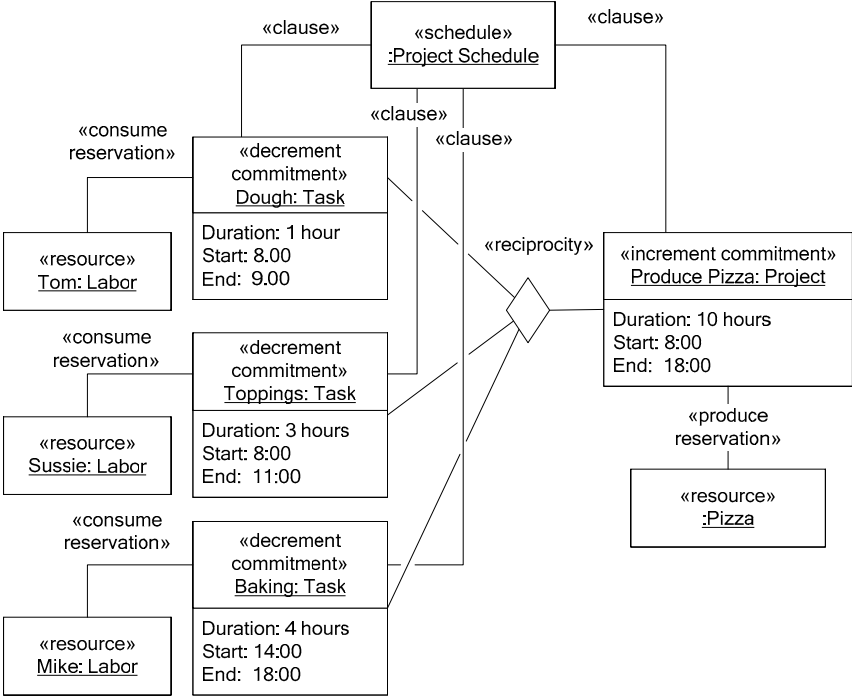 «clause»
«schedule»
:Project Schedule
«clause»
«clause»
«clause»
«consume
reservation»
«decrement
commitment»
Dough: Task
Duration: 1 hour
Start: 8.00
End:  9.00
«resource»
Tom: Labor
«reciprocity»
«increment commitment»
Produce Pizza: Project
Duration: 10 hours
Start: 8:00
End:  18:00
«consume
reservation»
«decrement
commitment»
Toppings: Task
Duration: 3 hours
Start: 8:00
End:  11:00
«resource»
Sussie: Labor
«produce
reservation»
«resource»
:Pizza
«consume
reservation»
«decrement
commitment»
Baking: Task
Duration: 4 hours
Start: 14:00
End:  18:00
«resource»
Mike: Labor